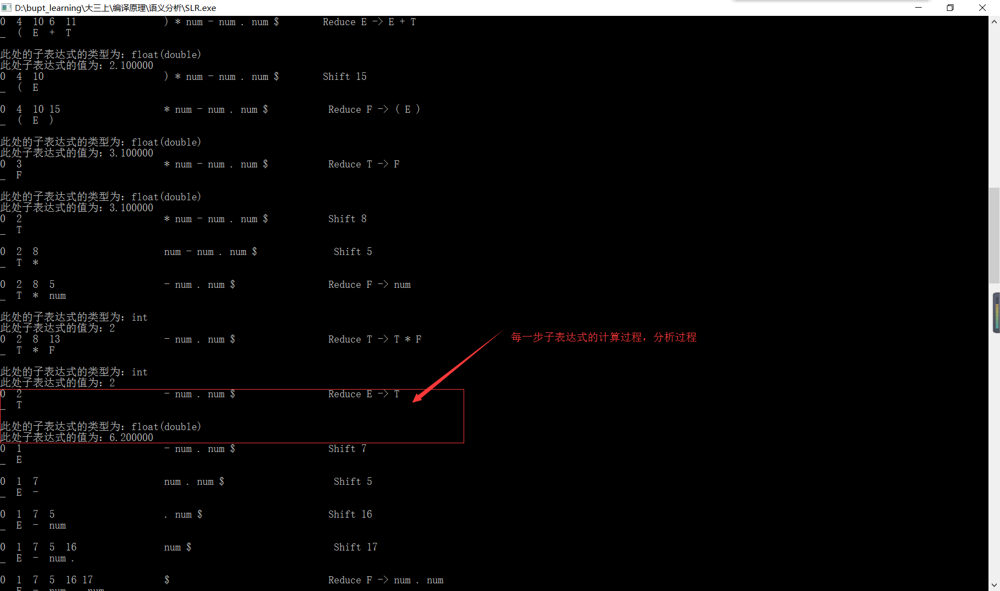 D:\bupt_learning\大三上\编译原理\语义分析\SLR.exe
0 4 10 6 11 ) * num - num . num $ Reduce E -> E + T
_ ( E + T
此处的子表达式的类型为：float(double)
此处子表达式的值为：2.100000
0 4 10 ) * num - num . num $ Shift 15
_ ( E
0 4 10 15 * num - num . num $ Reduce F -> ( E )
_ ( E )
此处的子表达式的类型为：float(double)
此处子表达式的值为：3.100000
0 3 * num - num . num $ Reduce T -> F
_ F
此处的子表达式的类型为：float(double)
此处子表达式的值为：3.100000
0 2 * num - num . num $ Shift 8
_ T
0 2 8 num - num . num $ Shift 5
_ T *
0 2 8 5 - num . num $ Reduce F -> num
_ T * num
此处的子表达式的类型为：int
此处子表达式的值为：2
0 2 8 13 - num . num $ Reduce T -> T * F
_ T * F
每一步子表达式的计算过程，分析过程
此处的子表达式的类型为：int
此处子表达式的值为：2
0 2 - num . num $ Reduce E -> T
_ T
此处的子表达式的类型为：float(double)
此处子表达式的值为：6.200000
0 1 - num . num $ Shift 7
_ E
0 1 7 num . num $ Shift 5
_ E -
0 1 7 5 . num $ Shift 16
_ E - num
0 1 7 5 16 num $ Shift 17
_ E - num .
0 1 7 5 16 17 $ Reduce F -> num . num
_ E - num . num